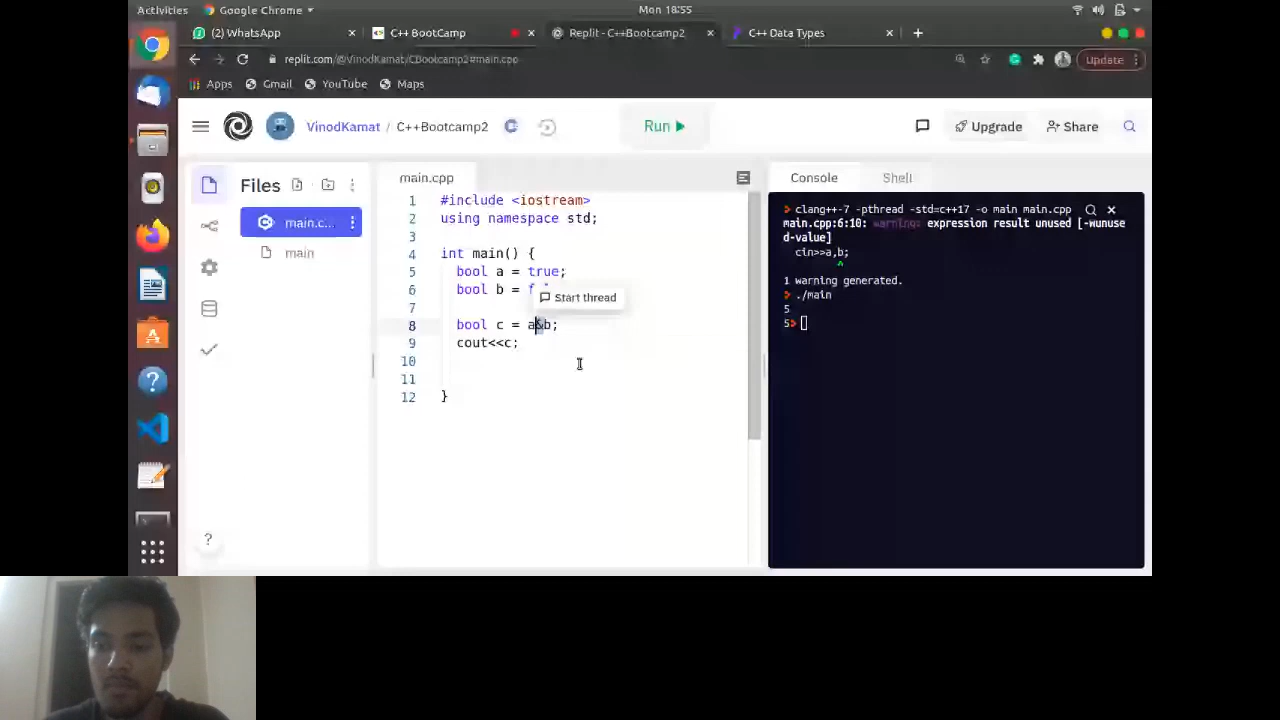 Activities Google Chrome Mon 18:55
(2) WhatsApp × C++ BootCamp × Replit - C++Bootcamp2 × C++ Data Types × +
replit.com/@VinodKamat/CBootcamp2#main.cpp Update
Apps Gmail YouTube Maps
VinodKamat / C++Bootcamp2 Run Upgrade Share
Files main.cpp Console Shell
main.c...
main
1 #include <iostream>
2 using namespace std;
3
4 int main() {
5 bool a = true;
6 bool b =
Start thread
7
8 bool c = a&b;
9 cout<<c;
10
11
12 }
clang++-7 -pthread -std=c++17 -o main main.cpp
main.cpp:6:10: warning: expression result unused [-Wunuse
d-value]
cin>>a,b;
^
1 warning generated.
./main
5
5
?